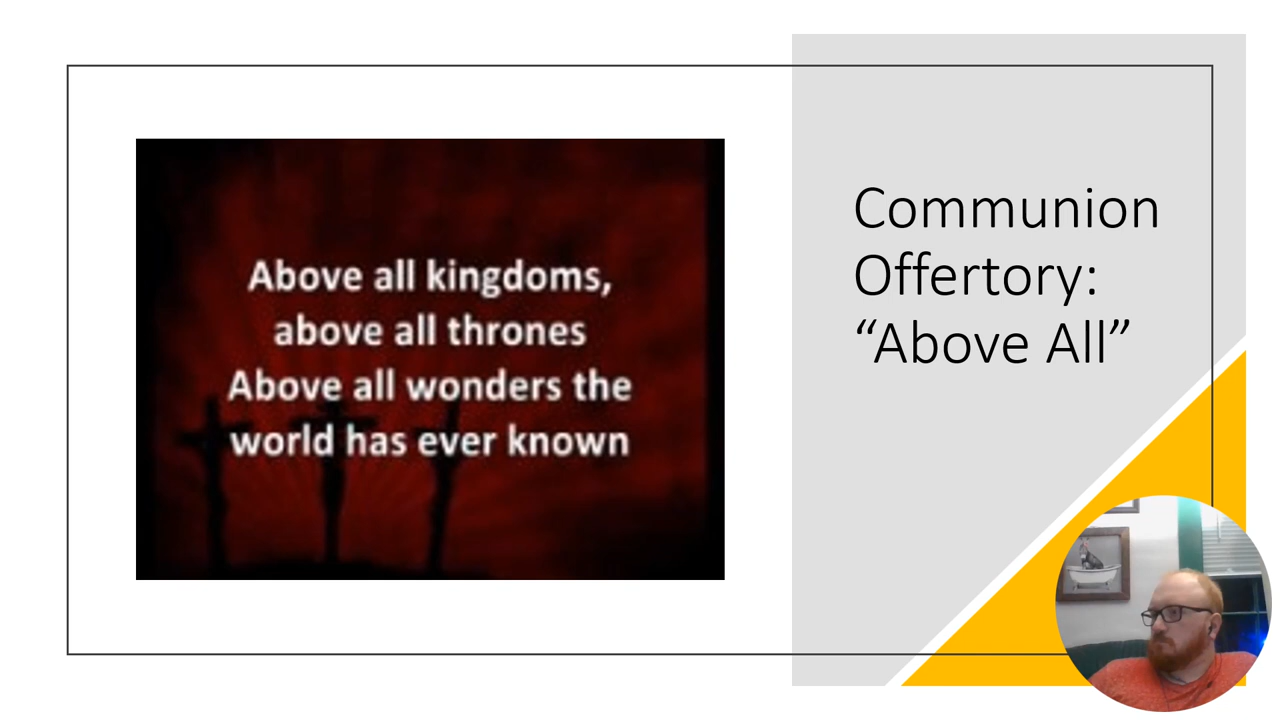 Above all kingdoms,
above all thrones
Above all wonders the
world has ever known
Communion
Offertory:
“Above All”